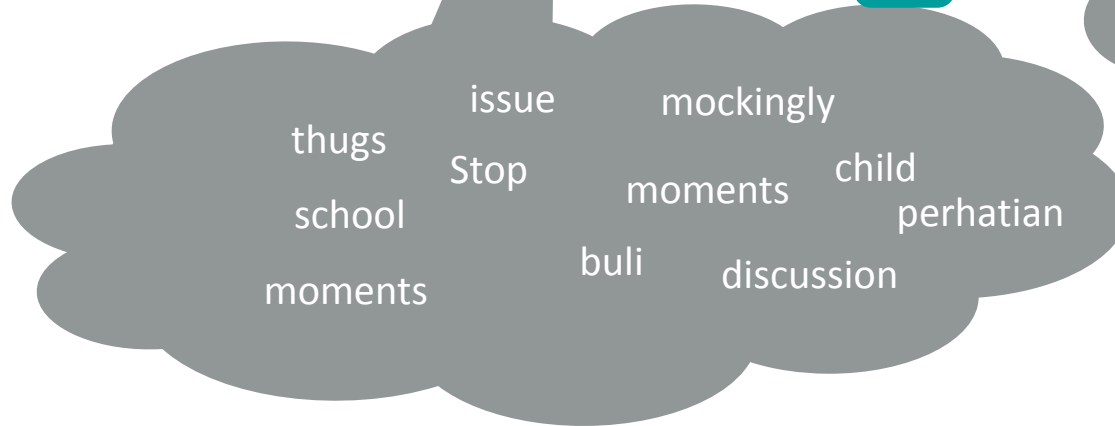 issue
mockingly
thugs
Stop
child
moments
school
perhatian
buli
discussion
moments